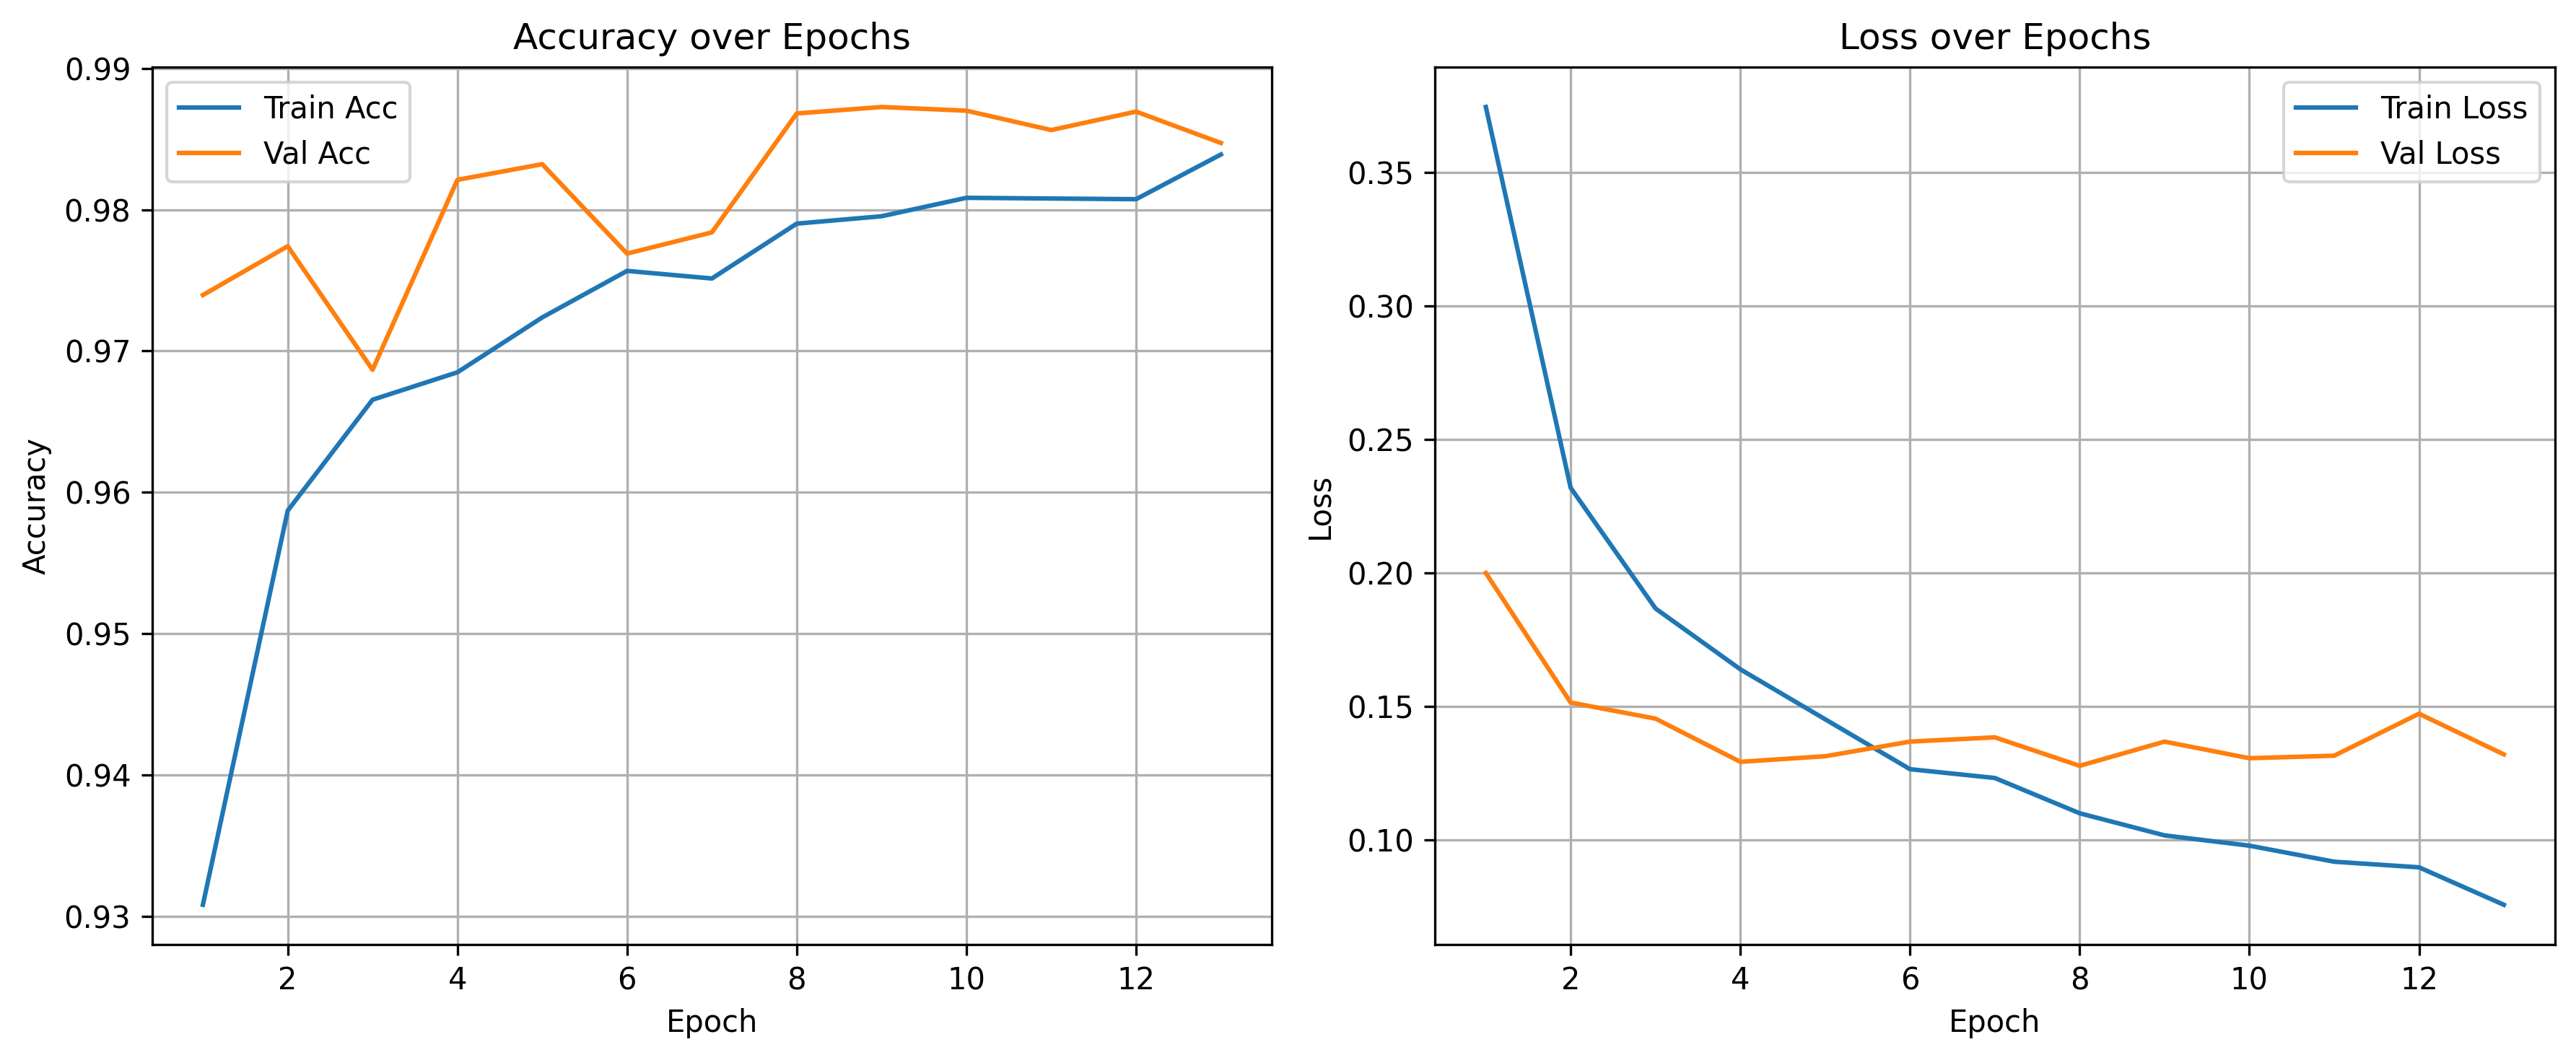 Accuracy over Epochs
0.99
0.98
0.97
0.96
0.95
0.94
0.93
Accuracy
Train Acc
Val Acc
2 4 6 8 10 12
Epoch
Loss over Epochs
0.35
0.30
0.25
0.20
0.15
0.10
Loss
Train Loss
Val Loss
2 4 6 8 10 12
Epoch